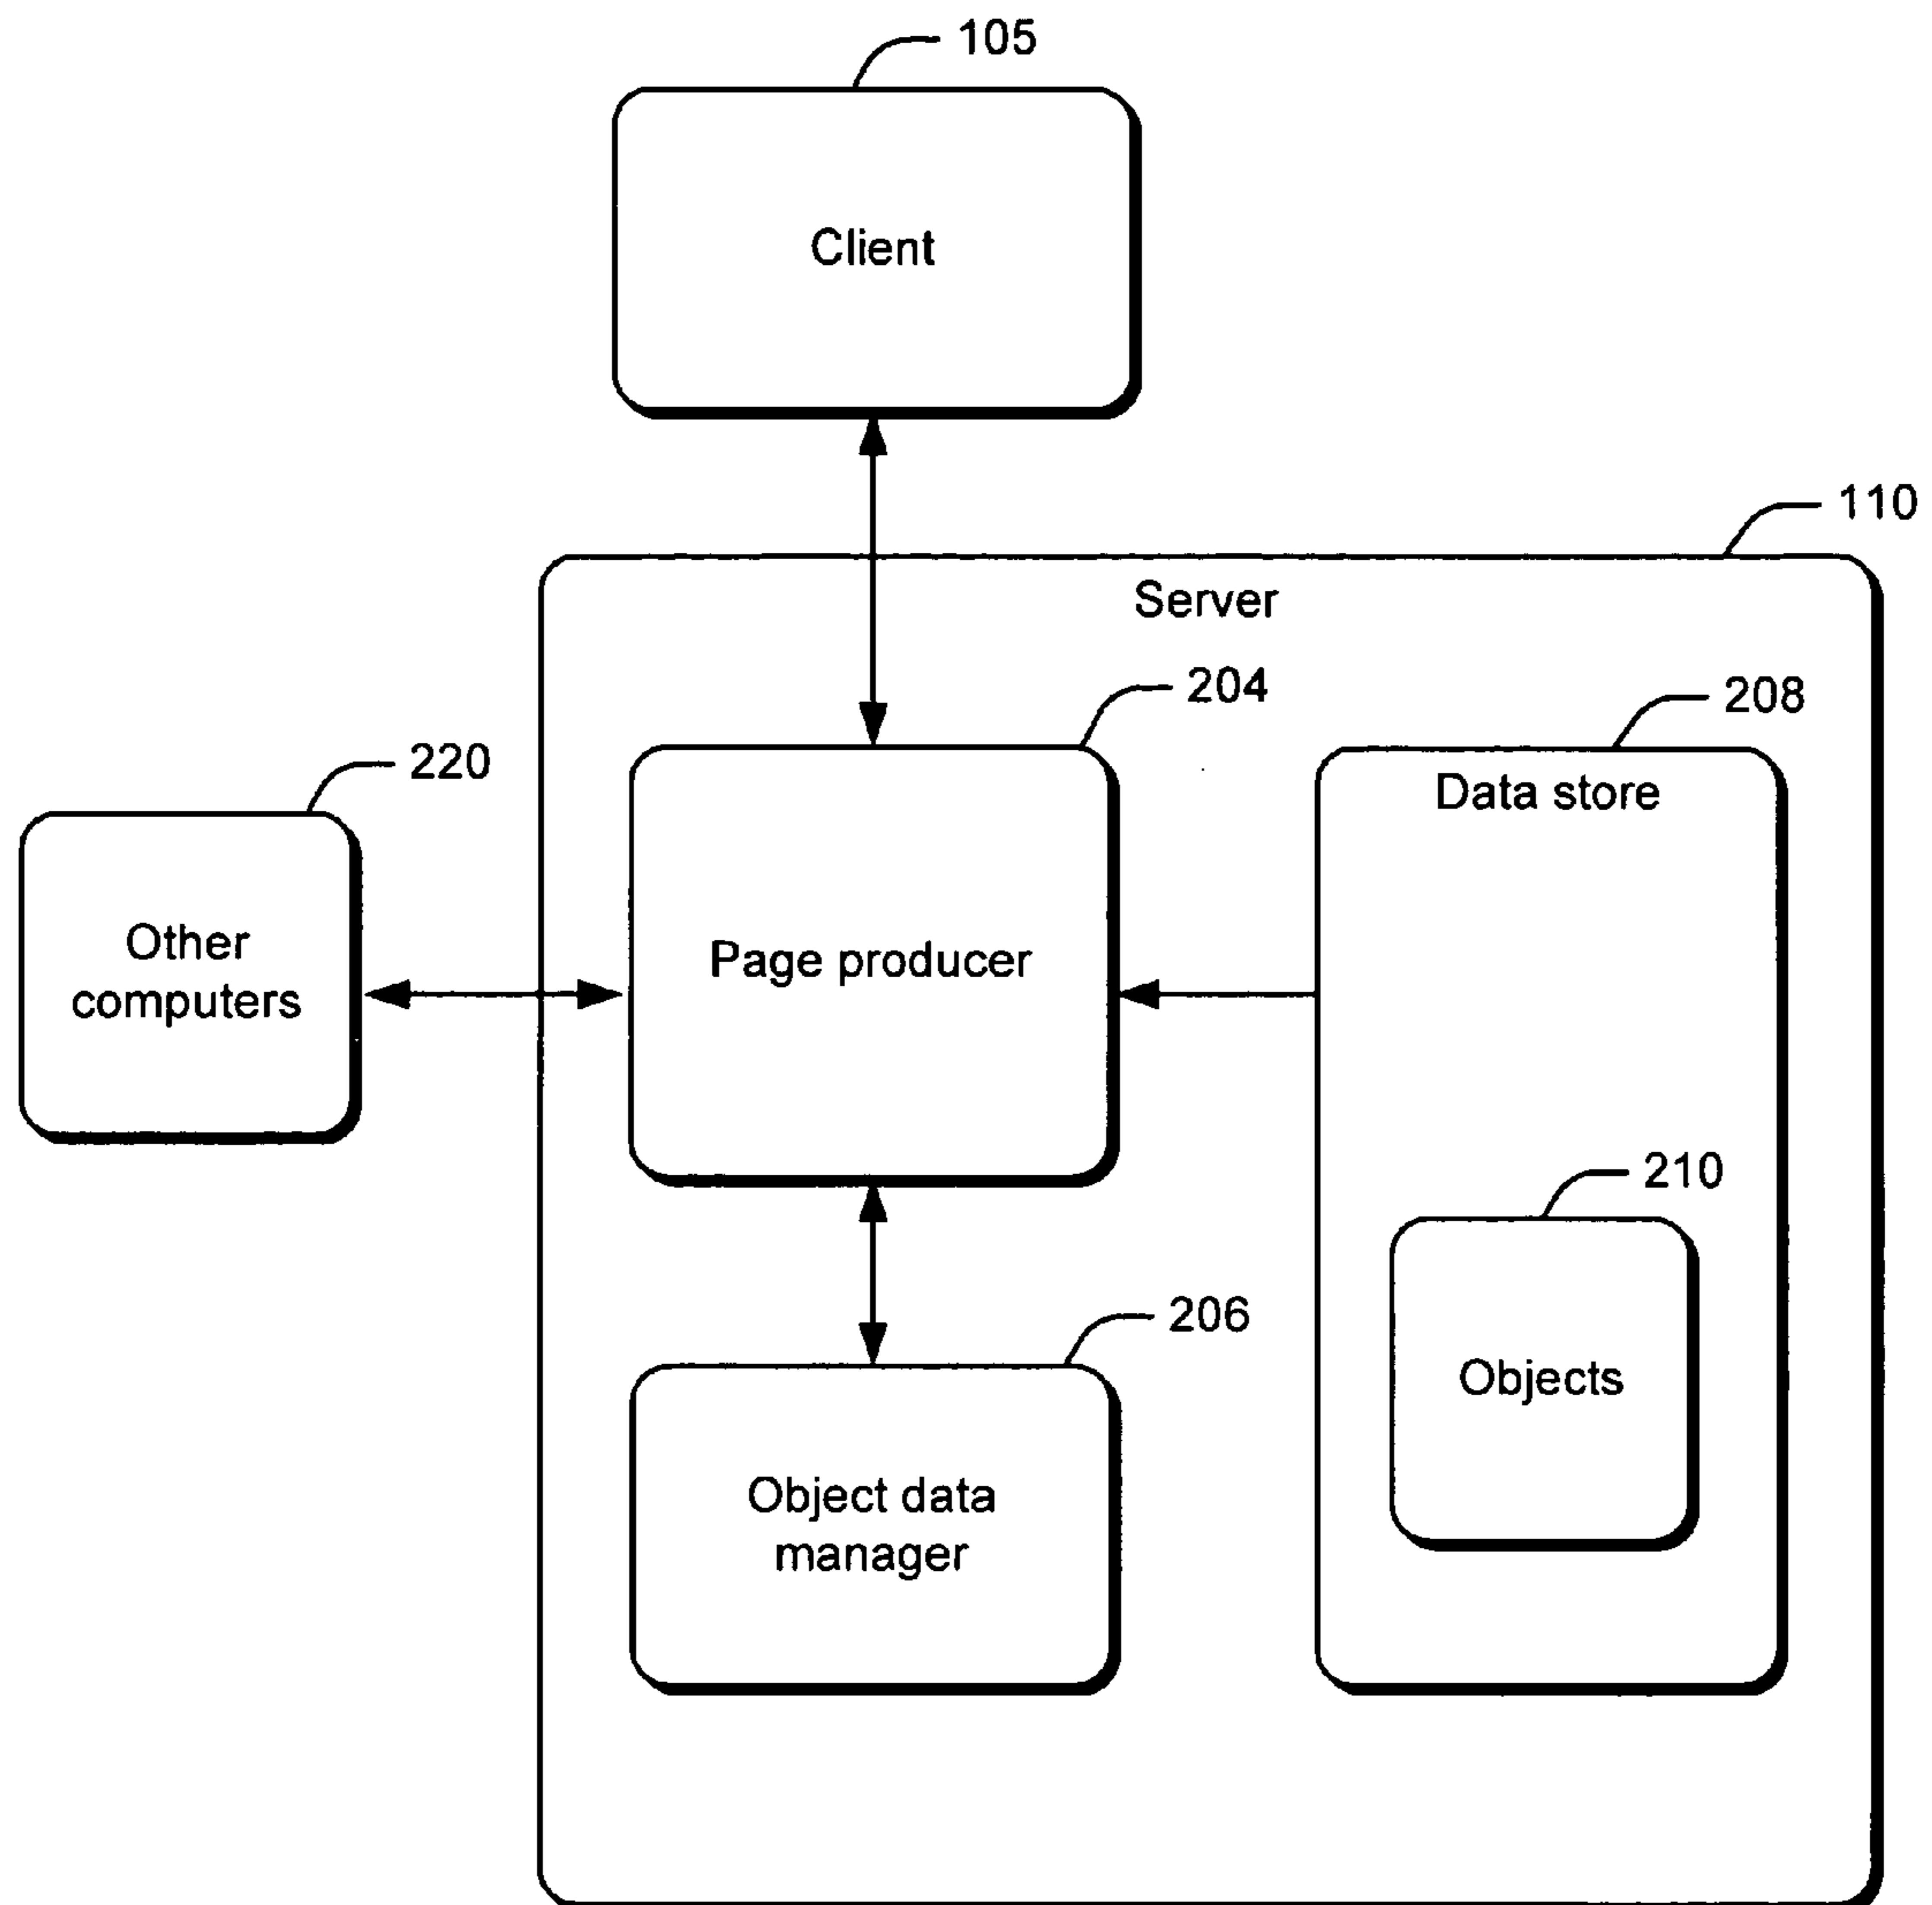 105
Client
110
Server
204
208
220
Data store
Other
computers
Page producer
210
206
Objects
Object data
manager